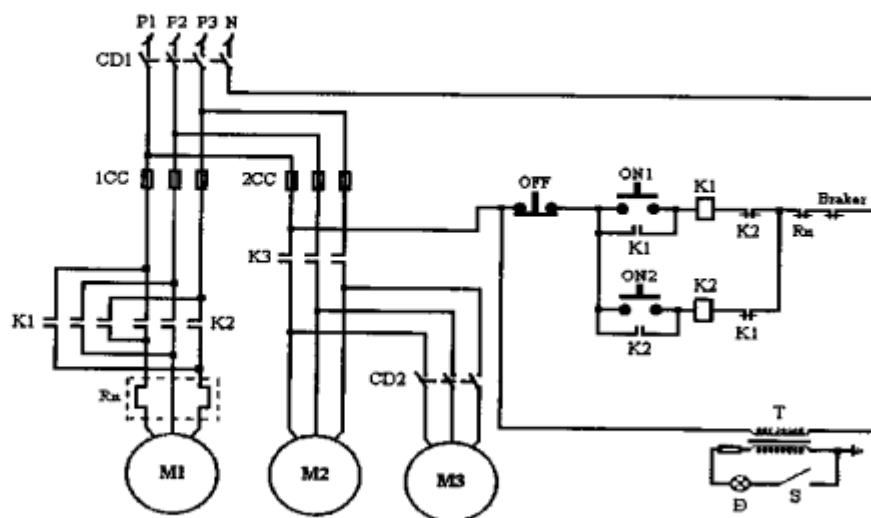 P1 P2 P3 N
CD1
1CC 2CC
OFF ON1 K1 Braker
K1 K2 Rn
K3
ON2 K2
K1 K2 K2 K1
Rn
CD2
T
M1 M2 M3
Đ S